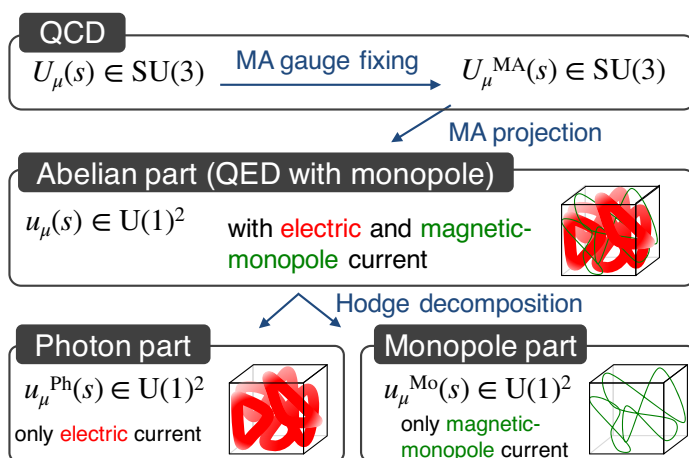 QCD
U_μ(s) ∈ SU(3)
MA gauge fixing
U_μ^MA(s) ∈ SU(3)
MA projection
Abelian part (QED with monopole)
u_μ(s) ∈ U(1)²
with electric and magnetic-
monopole current
Hodge decomposition
Photon part
u_μ^Ph(s) ∈ U(1)²
only electric current
Monopole part
u_μ^Mo(s) ∈ U(1)²
only magnetic-
monopole current